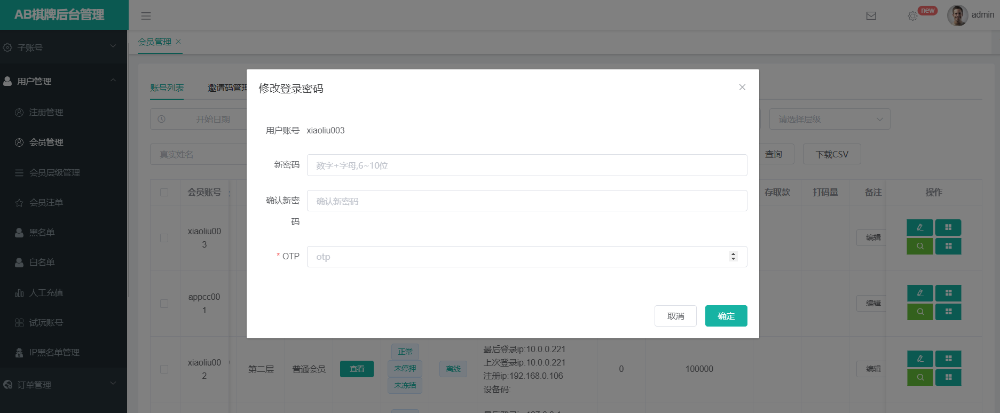 AB棋牌后台管理
new
admin
子账号
用户管理
注册管理
会员管理
会员层级管理
会员注单
黑名单
白名单
人工充值
试玩账号
IP黑名单管理
订单管理
会员管理
账号列表
邀请码管理
开始日期
请选择层级
真实姓名
查询
下载CSV
会员账号
存取款
打码量
备注
操作
xiaoliu00
3
编辑
appcc00
1
编辑
xiaoliu00
2
第二层
普通会员
查看
正常
未停押
未冻结
离线
最后登录ip:10.0.0.221
上次登录ip:10.0.0.221
注册ip:192.168.0.106
设备码:
0
100000
编辑
修改登录密码
用户账号 xiaoliu003
新密码
数字+字母,6~10位
确认新密
码
确认新密码
* OTP
otp
取消
确定